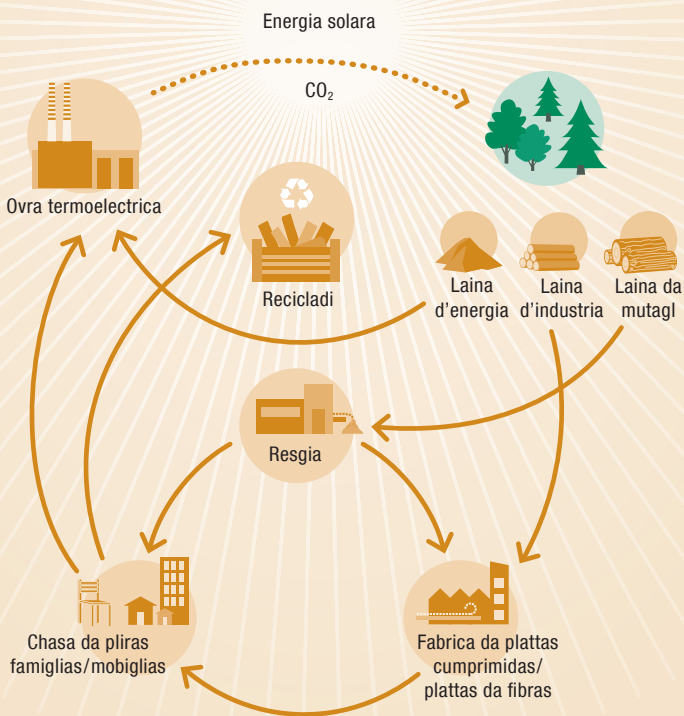 Energia solara
CO₂
Ovra termoelectrica
Recicladi
Laina
d’energia
Laina
d’industria
Laina da
mutagl
Resgia
Chasa da pliras
famiglias/mobiglias
Fabrica da plattas
cumprimidas/
plattas da fibras